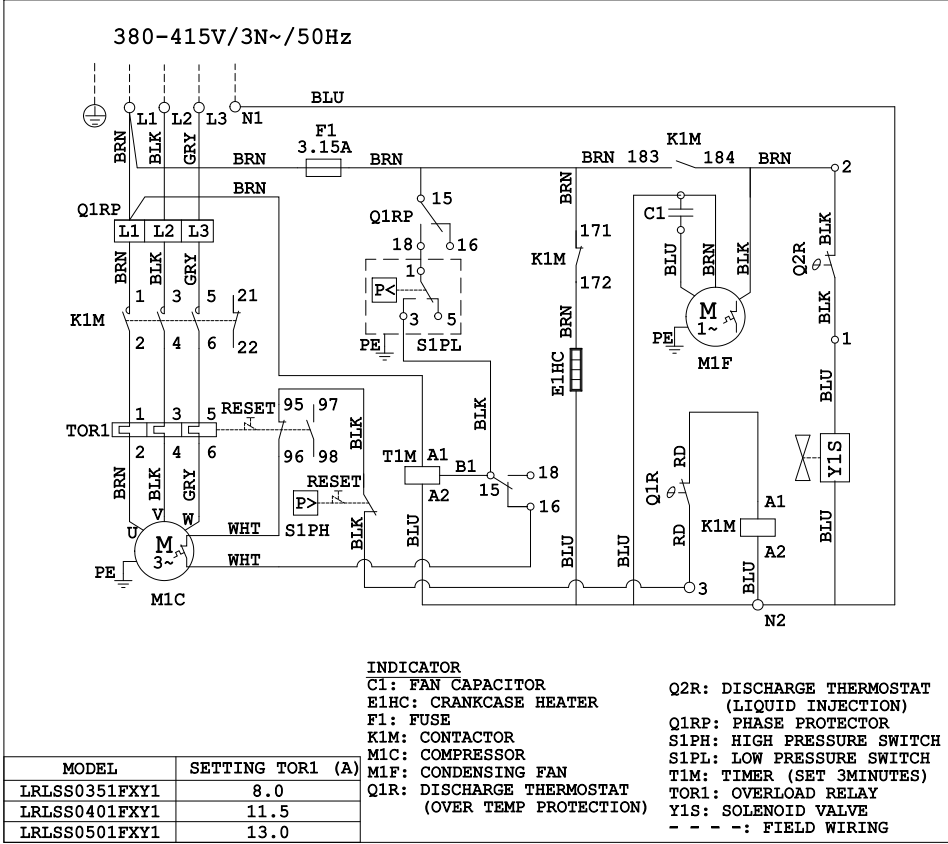 380-415V/3N~/50Hz
BLU
L1 L2 L3 N1
F1
3.15A
K1M
BRN BLK GRY
BRN BRN BRN 183 184 BRN
2
BRN
15
Q1RP
BRN
C1
BLK
Q1RP
L1 L2 L3
18 16
171
K1M
172
BLU BRN BLK
Q2R
BRN BLK GRY
1
P<
M
1~
BLK
1 3 5 21
K1M
3 5
BRN
PE
1
2 4 6 22
PE S1PL
M1F
E1HC
BLU
1 3 5
RESET 95 97
BLK
BLK
TOR1
2 4 6
96 98
T1M A1
B1
A2
15
18
16
RD
Y1S
Q1R
BRN BLK GRY
RESET
P>
S1PH
A1
K1M
A2
U V W
WHT
BLK
BLU
BLU
BLU
RD
BLU
M
3~
WHT
PE
BLU
3
M1C
N2
INDICATOR
C1: FAN CAPACITOR
E1HC: CRANKCASE HEATER
F1: FUSE
K1M: CONTACTOR
M1C: COMPRESSOR
M1F: CONDENSING FAN
Q1R: DISCHARGE THERMOSTAT
(OVER TEMP PROTECTION)
Q2R: DISCHARGE THERMOSTAT
(LIQUID INJECTION)
Q1RP: PHASE PROTECTOR
S1PH: HIGH PRESSURE SWITCH
S1PL: LOW PRESSURE SWITCH
T1M: TIMER (SET 3MINUTES)
TOR1: OVERLOAD RELAY
Y1S: SOLENOID VALVE
- - - -: FIELD WIRING
MODEL SETTING TOR1 (A)
LRLSS0351FXY1 8.0
LRLSS0401FXY1 11.5
LRLSS0501FXY1 13.0